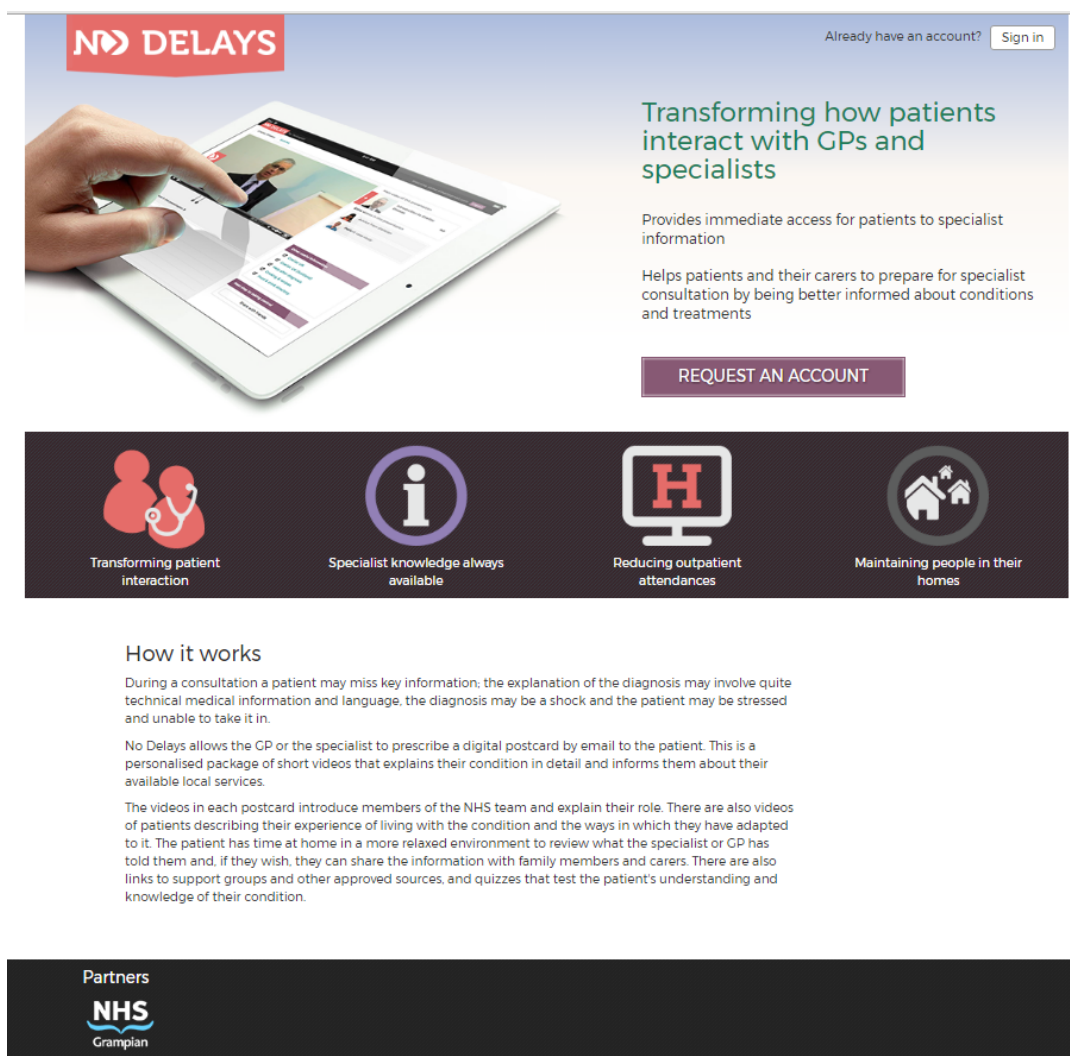 NO DELAYS
Already have an account? Sign in
Transforming how patients
interact with GPs and
specialists
Provides immediate access for patients to specialist
information
Helps patients and their carers to prepare for specialist
consultation by being better informed about conditions
and treatments
REQUEST AN ACCOUNT
H
Transforming patient
interaction
Specialist knowledge always
available
Reducing outpatient
attendances
Maintaining people in their
homes
How it works
During a consultation a patient may miss key information; the explanation of the diagnosis may involve quite
technical medical information and language, the diagnosis may be a shock and the patient may be stressed
and unable to take it in.
No Delays allows the GP or the specialist to prescribe a digital postcard by email to the patient. This is a
personalised package of short videos that explains their condition in detail and informs them about their
available local services.
The videos in each postcard introduce members of the NHS team and explain their role. There are also videos
of patients describing their experience of living with the condition and the ways in which they have adapted
to it. The patient has time at home in a more relaxed environment to review what the specialist or GP has
told them and, if they wish, they can share the information with family members and carers. There are also
links to support groups and other approved sources, and quizzes that test the patient's understanding and
knowledge of their condition.
Partners
NHS
Grampian